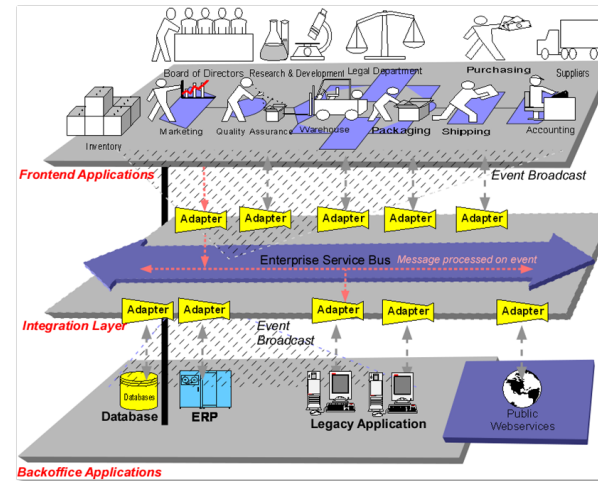 Board of Directors
Research & Development
Legal Department
Purchasing
Suppliers
Inventory
Marketing
Quality Assurance
Warehouse
Packaging
Shipping
Accounting
Frontend Applications
Event Broadcast
Adapter
Adapter
Adapter
Adapter
Adapter
Enterprise Service Bus
Message processed on event
Adapter
Adapter
Adapter
Adapter
Adapter
Integration Layer
Event
Broadcast
Databases
Database
ERP
Legacy Application
Public
Webservices
Backoffice Applications